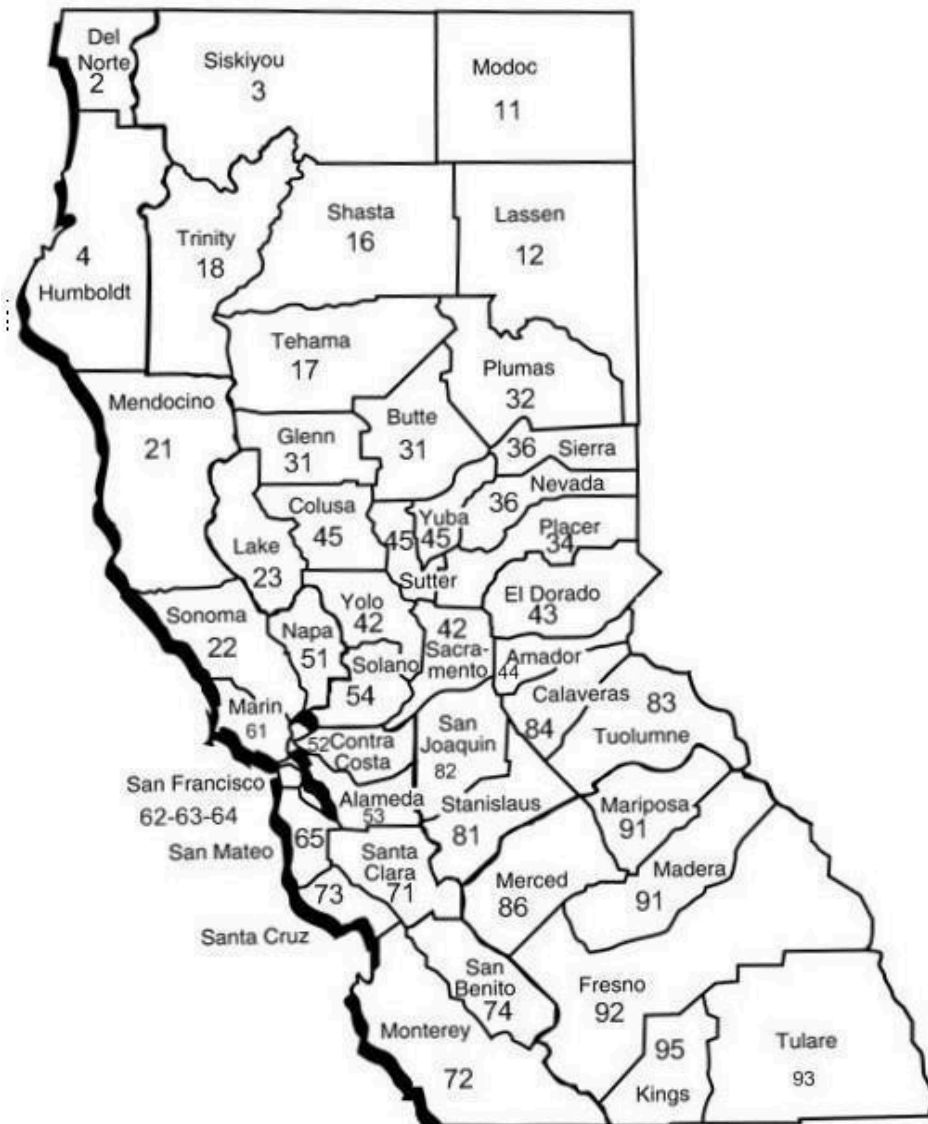 Del
Norte
2
Siskiyou
3
Modoc
11
4
Humboldt
Trinity
18
Shasta
16
Lassen
12
Tehama
17
Plumas
32
Mendocino
21
Glenn
31
Butte
31
36
Sierra
Nevada
36
Colusa
45
45
Sutter
Yuba
45
Placer
34
Lake
23
El Dorado
43
Sonoma
22
Napa
51
Yolo
42
42
Sacra-
mento
Solano
54
Amador
44
Calaveras
84
83
Tuolumne
Marin
61
52
Contra
Costa
San
Joaquin
82
San Francisco
62-63-64
Alameda
53
Stanislaus
81
Mariposa
91
65
San Mateo
Santa
Clara
71
Merced
86
Madera
91
73
Santa Cruz
San
Benito
74
Fresno
92
Monterey
72
95
Kings
Tulare
93